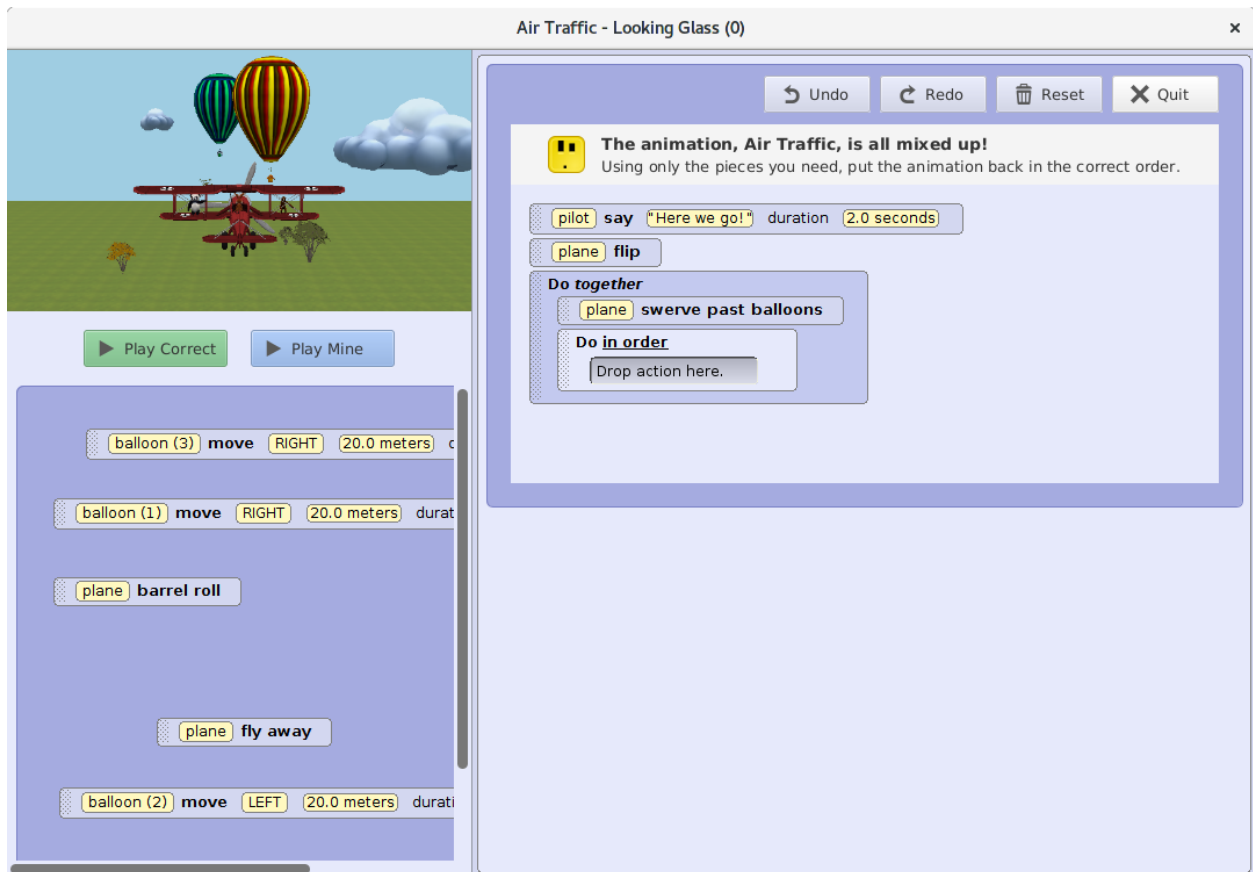 Air Traffic - Looking Glass (0)
×
Undo
Redo
Reset
Quit
The animation, Air Traffic, is all mixed up!
Using only the pieces you need, put the animation back in the correct order.
pilot say "Here we go!" duration 2.0 seconds
plane flip
Do together
plane swerve past balloons
Do in order
Drop action here.
Play Correct
Play Mine
balloon (3) move RIGHT 20.0 meters
balloon (1) move RIGHT 20.0 meters durat
plane barrel roll
plane fly away
balloon (2) move LEFT 20.0 meters durati